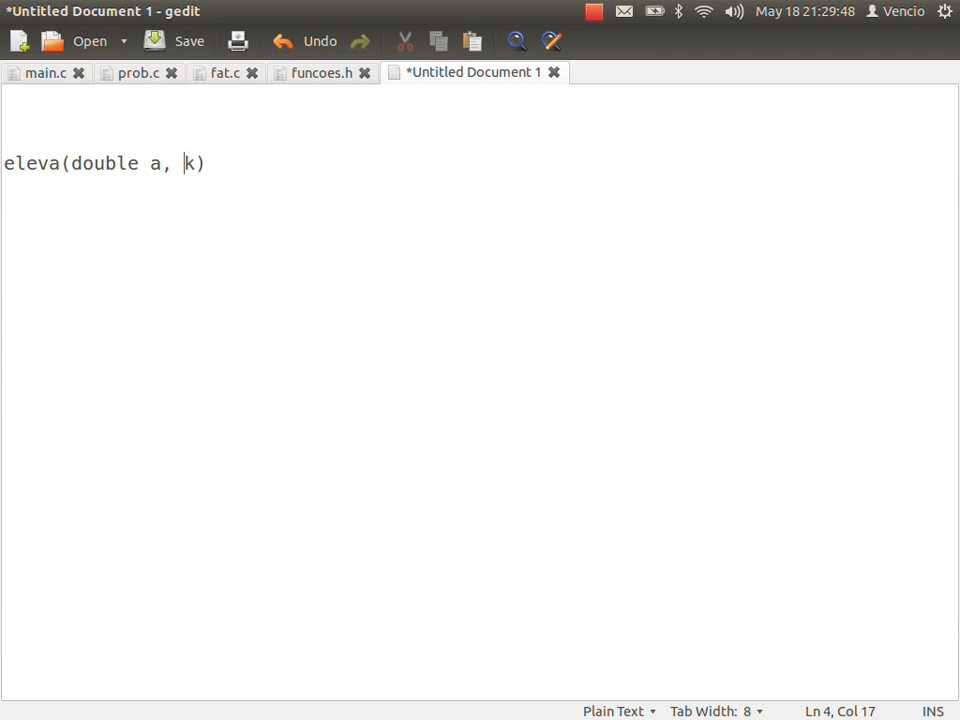 *Untitled Document 1 - gedit
May 18 21:29:48
Vencio
Open
Save
Undo
main.c
prob.c
fat.c
funcoes.h
*Untitled Document 1
eleva(double a, k)
Plain Text
Tab Width: 8
Ln 4, Col 17
INS